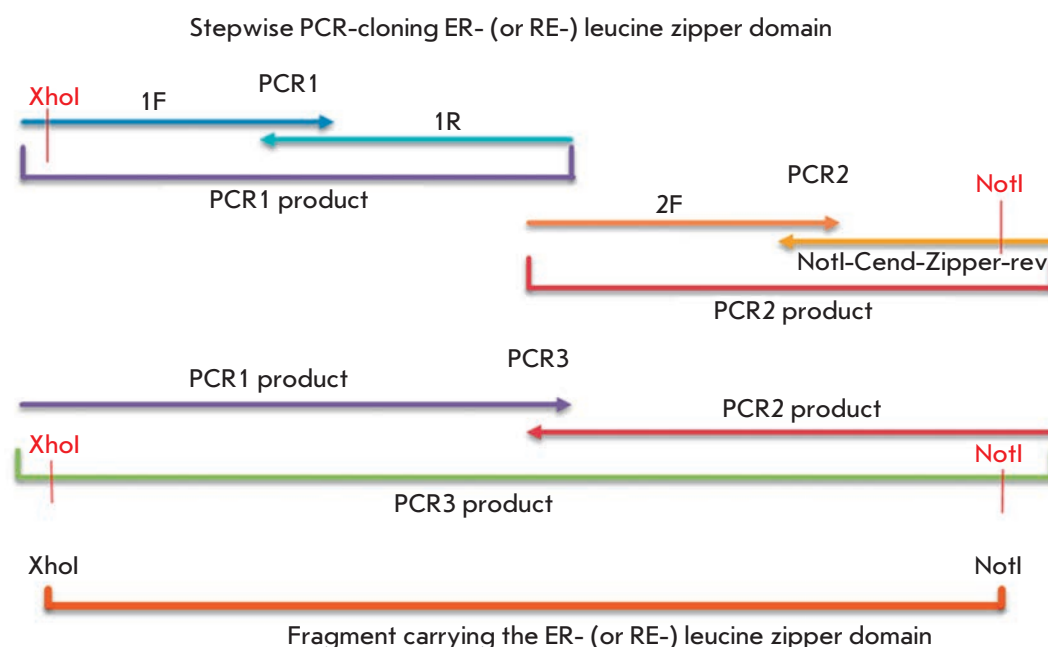 Stepwise PCR-cloning ER- (or RE-) leucine zipper domain
XhoI
1F
PCR1
1R
PCR1 product
PCR2
NotI
2F
NotI-Cend-Zipper-rev
PCR2 product
PCR3
PCR1 product
PCR2 product
XhoI
NotI
PCR3 product
XhoI
NotI
Fragment carrying the ER- (or RE-) leucine zipper domain